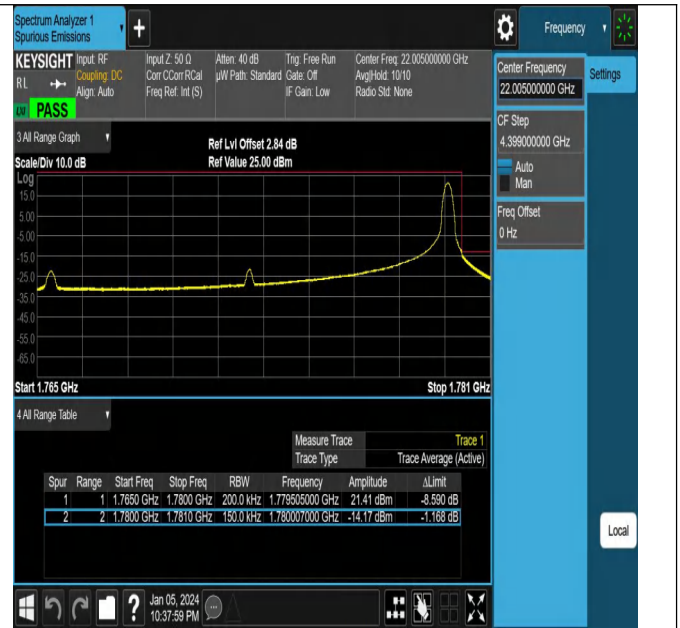 Spectrum Analyzer 1
Spurious Emissions
+
Frequency
KEYSIGHT Input: RF Input Z: 50 Ω Atten: 40 dB Trig: Free Run Center Freq: 22.005000000 GHz
RL Coupling: DC Corr CCorr RCal µW Path: Standard Gate: Off Avg|Hold: 10/10
Align: Auto Freq Ref: Int (S) IF Gain: Low Radio Std: None
PASS
Center Frequency
22.005000000 GHz
Settings
CF Step
4.399000000 GHz
Auto
Man
Freq Offset
0 Hz
3 All Range Graph
Ref Lvl Offset 2.84 dB
Scale/Div 10.0 dB Ref Value 25.00 dBm
Log
15.0
5.00
-5.00
-15.0
-25.0
-35.0
-45.0
-55.0
-65.0
Start 1.765 GHz Stop 1.781 GHz
4 All Range Table
Measure Trace Trace 1
Trace Type Trace Average (Active)
Spur Range Start Freq Stop Freq RBW Frequency Amplitude ΔLimit
1 1 1.7650 GHz 1.7800 GHz 200.0 kHz 1.779505000 GHz 21.41 dBm -8.590 dB
2 2 1.7800 GHz 1.7810 GHz 150.0 kHz 1.780007000 GHz -14.17 dBm -1.168 dB
Local
?
Jan 05, 2024
10:37:59 PM